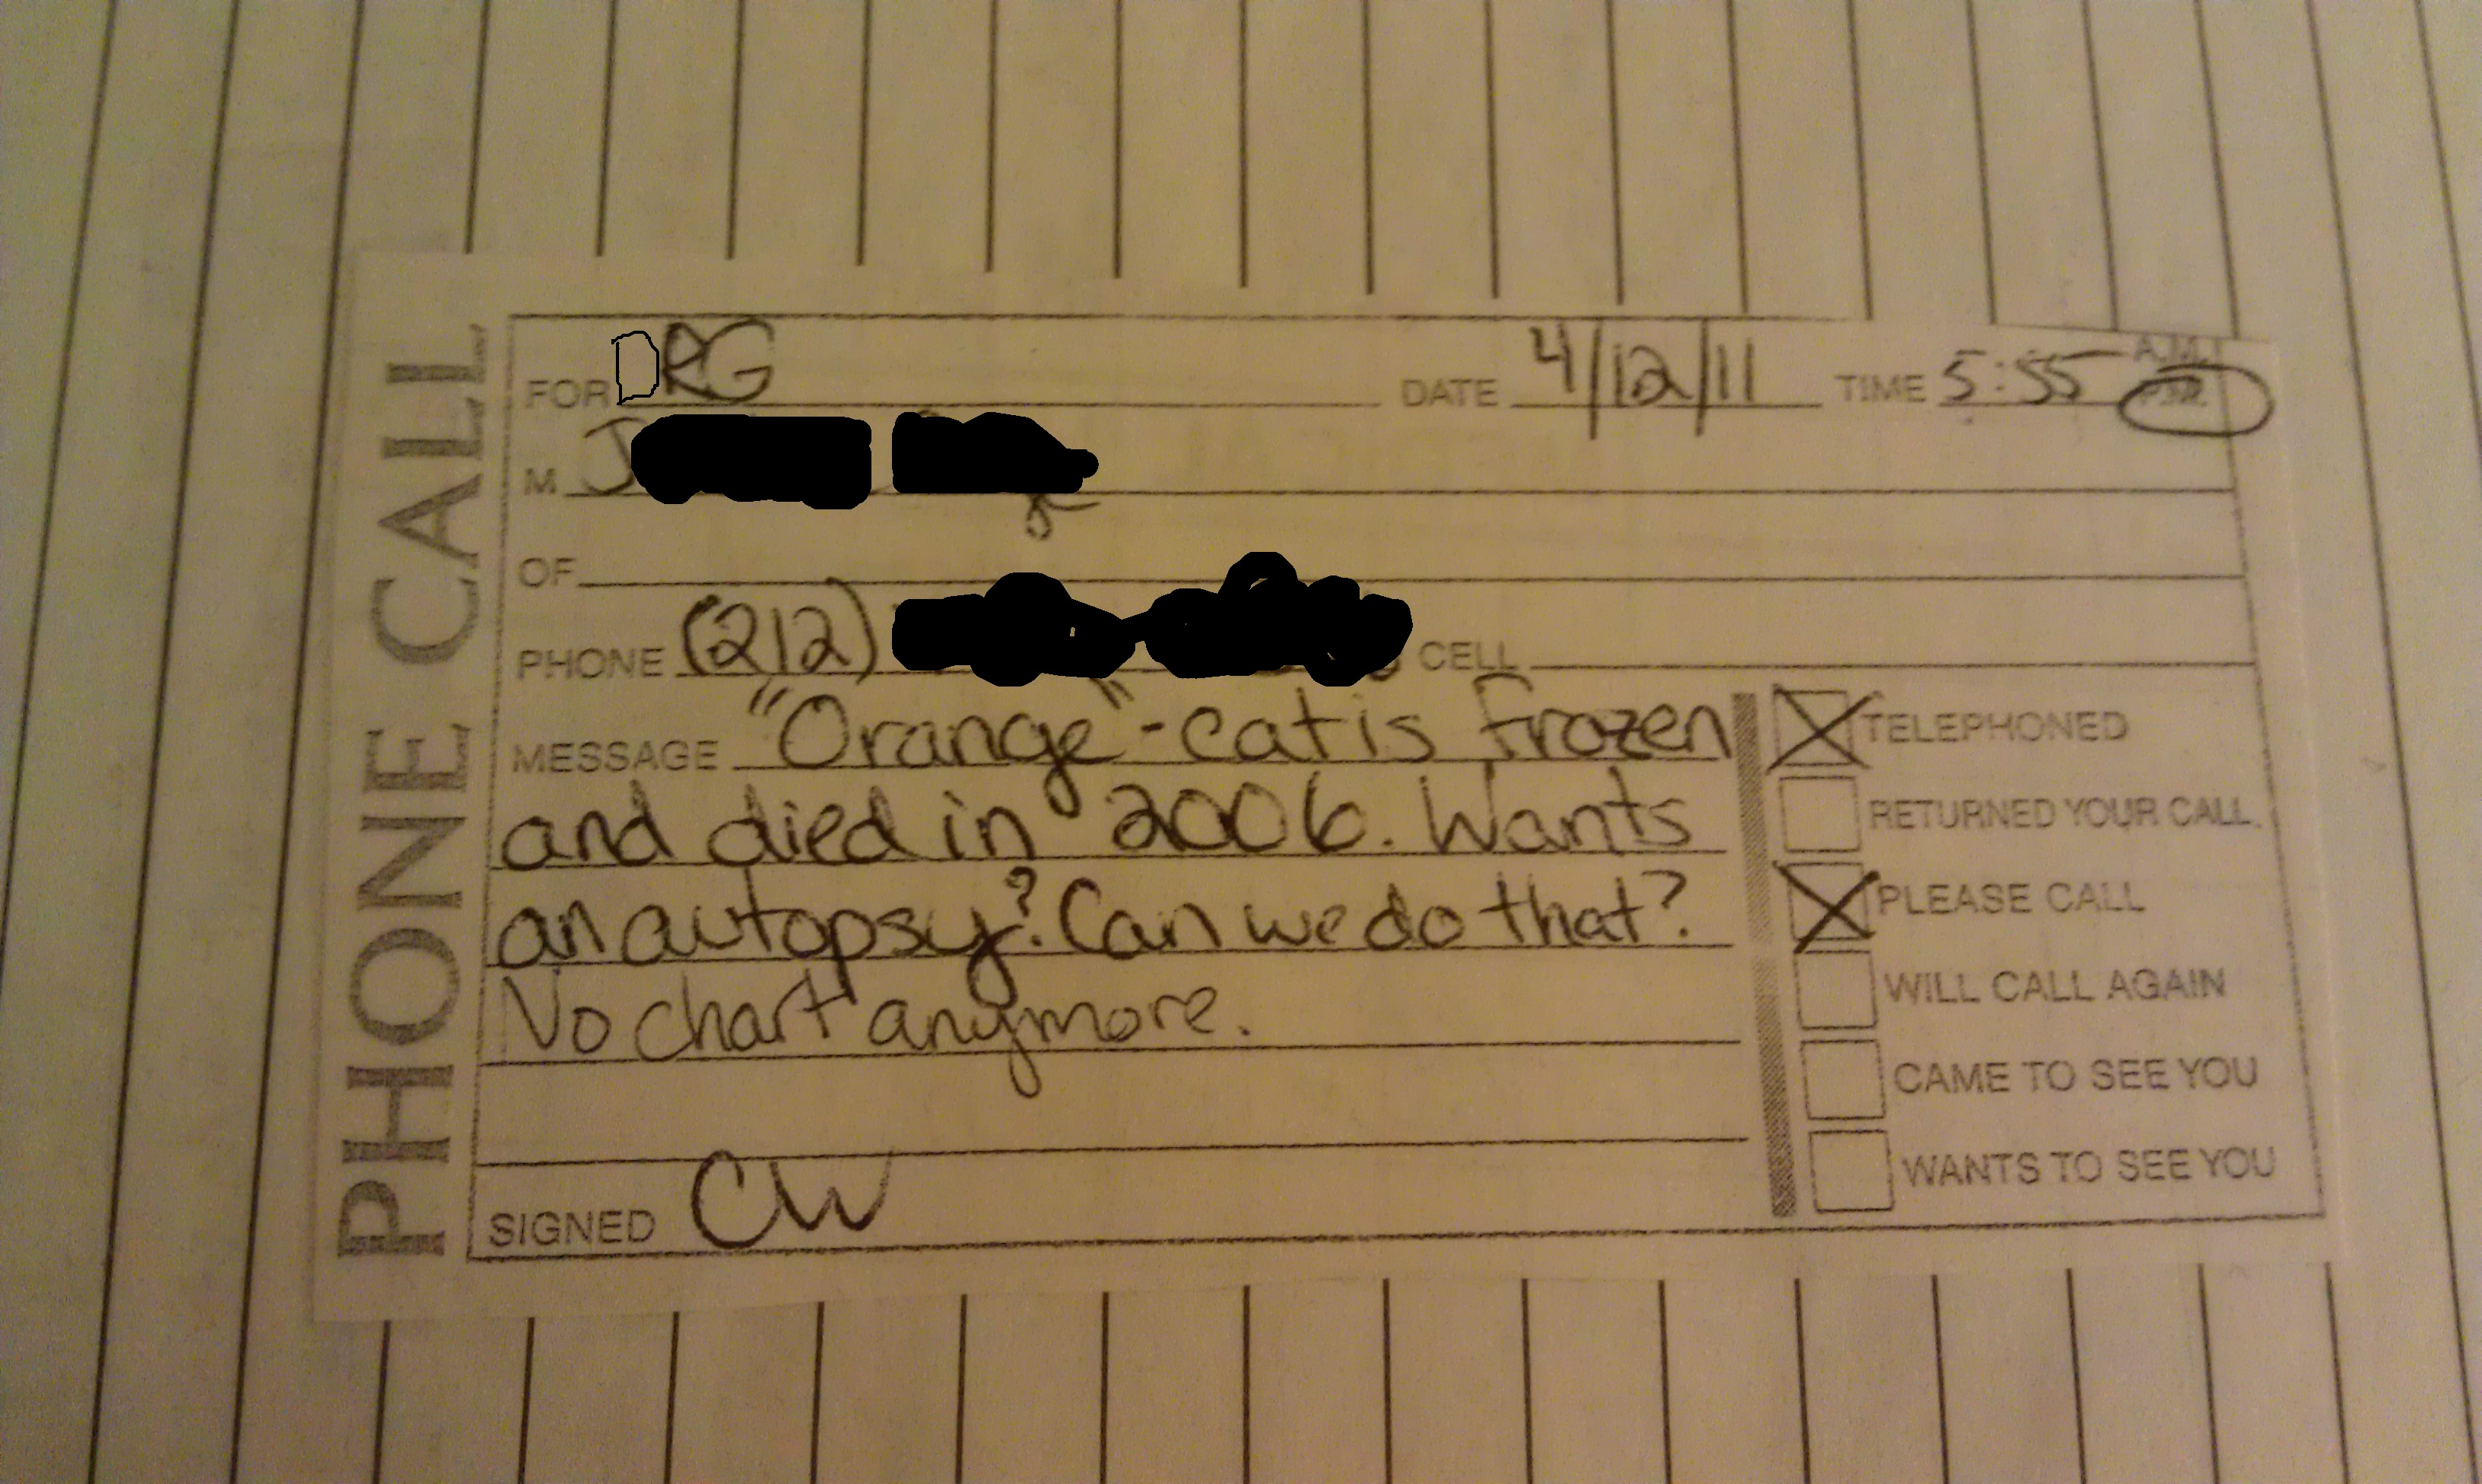 PHONE CALL
FOR DRG DATE 4/12/11 TIME 5:55 A.M. P.M.
M J
OF
PHONE (212) CELL
MESSAGE "Orange"-cat is frozen
and died in 2006. Wants
an autopsy?. Can we do that?
No chart anymore.
SIGNED CW
TELEPHONED
RETURNED YOUR CALL
PLEASE CALL
WILL CALL AGAIN
CAME TO SEE YOU
WANTS TO SEE YOU